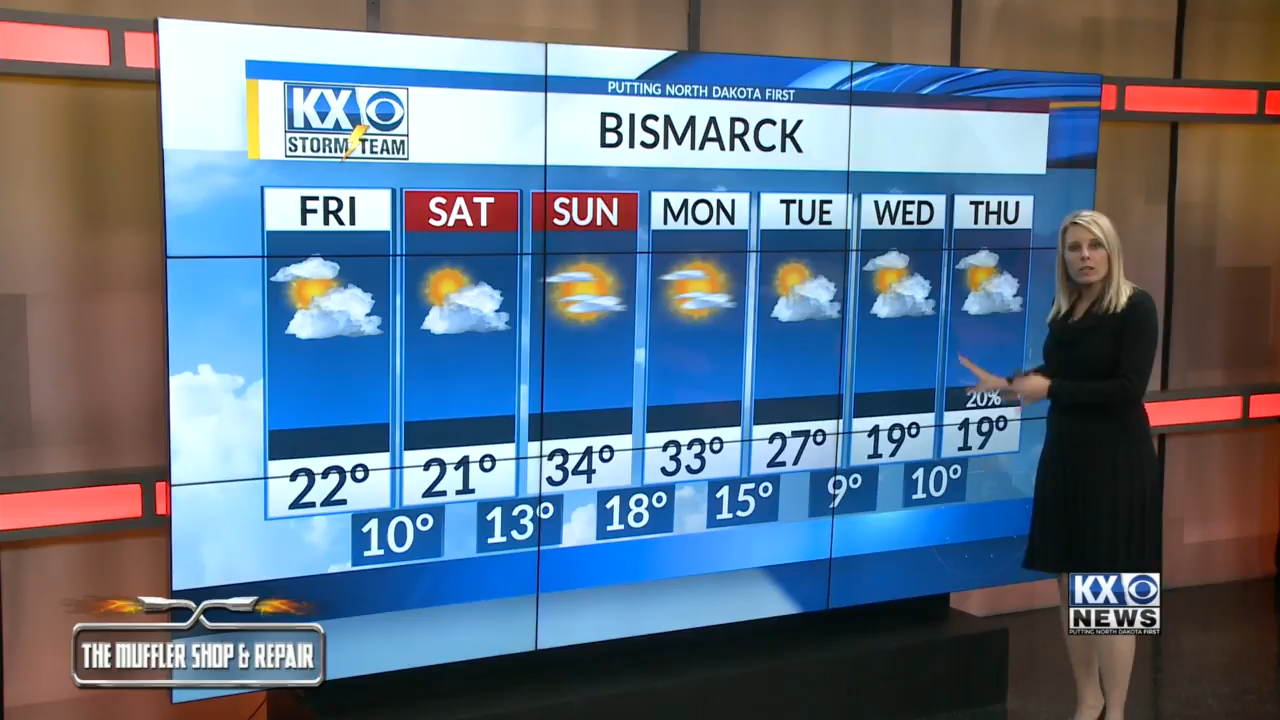 PUTTING NORTH DAKOTA FIRST
KX
STORM TEAM
BISMARCK
FRI SAT SUN MON TUE WED THU
20%
22° 21° 34° 33° 27° 19° 19°
10° 13° 18° 15° 9° 10°
THE MUFFLER SHOP & REPAIR
KX
NEWS
PUTTING NORTH DAKOTA FIRST